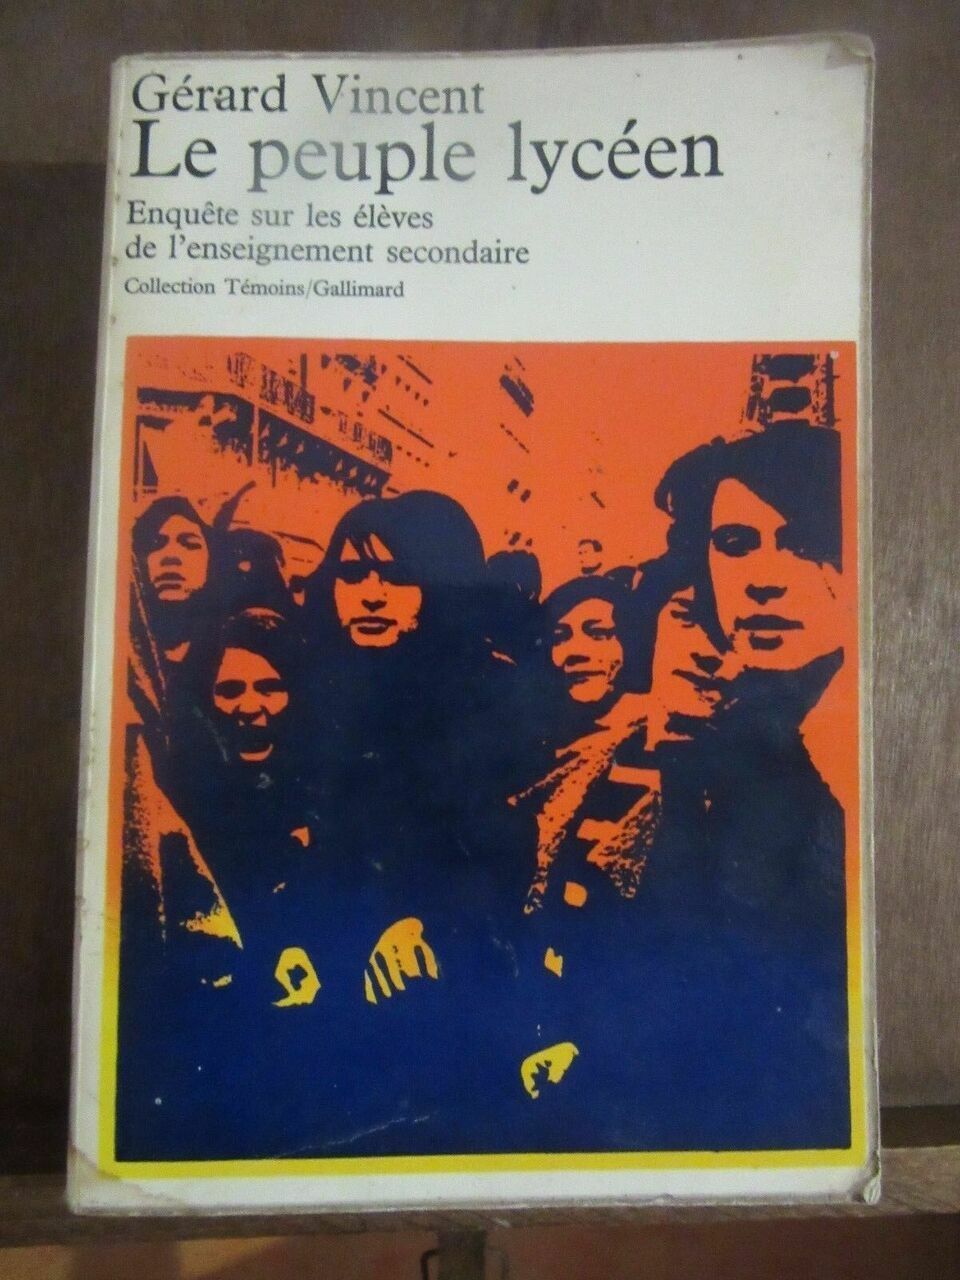 Gérard Vincent
Le peuple lycéen
Enquête sur les élèves
de l'enseignement secondaire
Collection Témoins/Gallimard